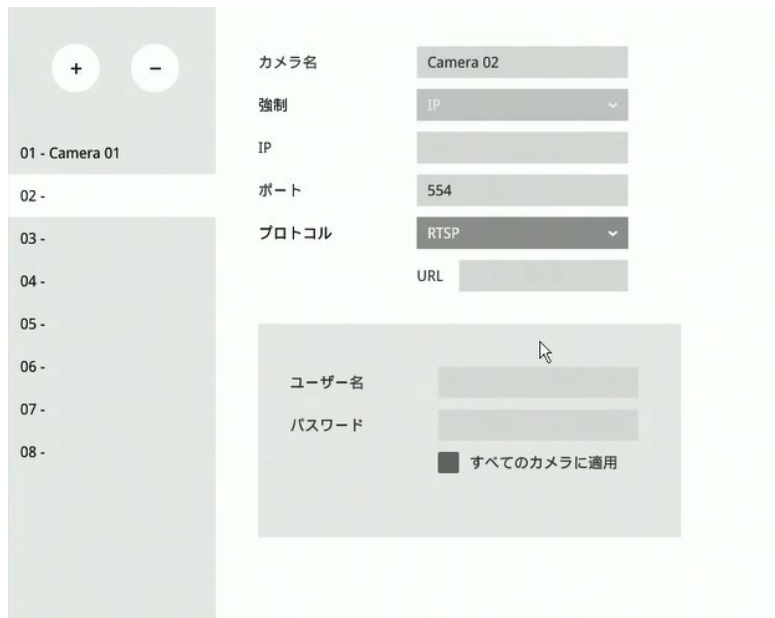 + -
01 - Camera 01
02 -
03 -
04 -
05 -
06 -
07 -
08 -
カメラ名 Camera 02
強制 IP
IP
ポート 554
プロトコル RTSP
URL
ユーザー名
パスワード
すべてのカメラに適用